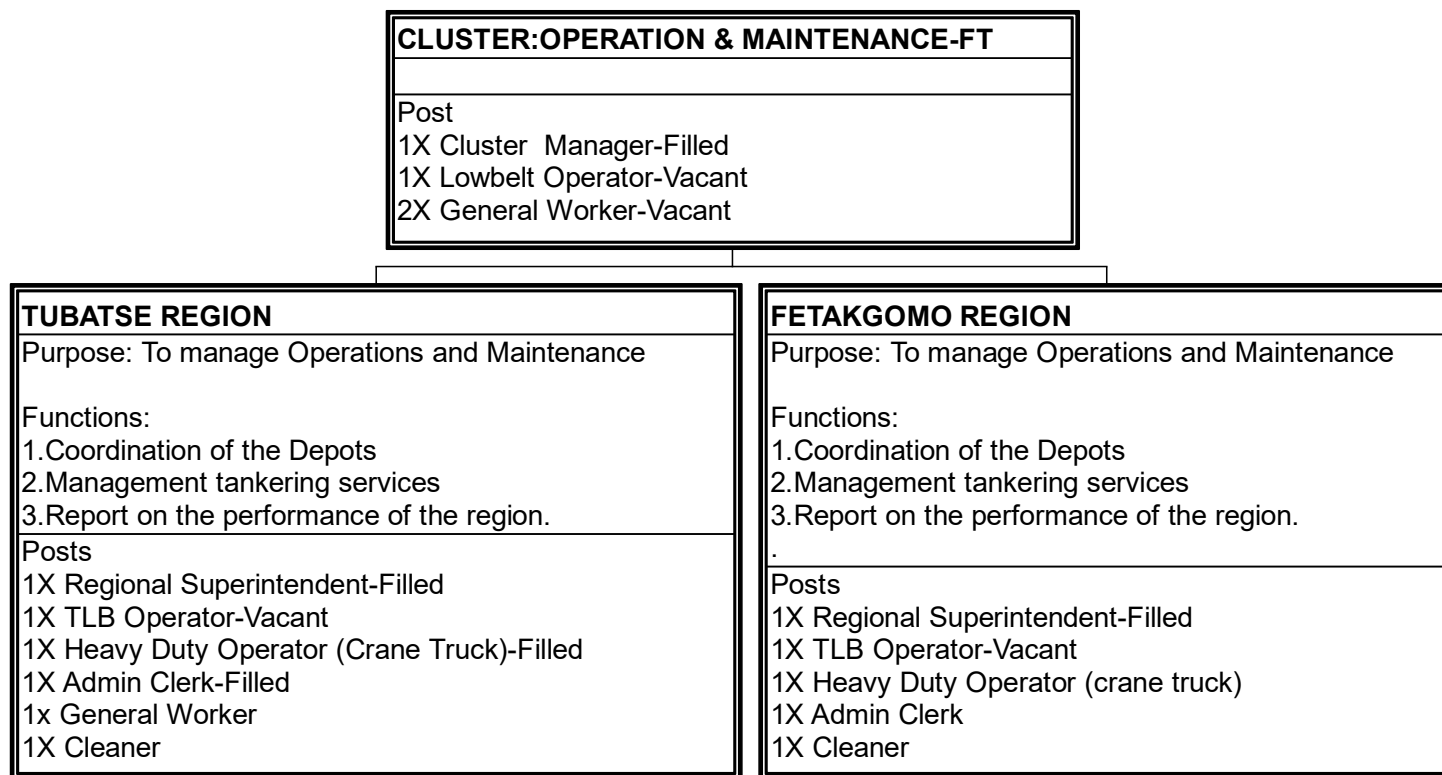 CLUSTER:OPERATION & MAINTENANCE-FT
Post
1X Cluster  Manager-Filled
1X Lowbelt Operator-Vacant
2X General Worker-Vacant
TUBATSE REGION
Purpose: To manage Operations and Maintenance
Functions:
1.Coordination of the Depots
2.Management tankering services
3.Report on the performance of the region.
Posts
1X Regional Superintendent-Filled
1X TLB Operator-Vacant
1X Heavy Duty Operator (Crane Truck)-Filled
1X Admin Clerk-Filled
1x General Worker
1X Cleaner
FETAKGOMO REGION
Purpose: To manage Operations and Maintenance
Functions:
1.Coordination of the Depots
2.Management tankering services
3.Report on the performance of the region.
.
Posts
1X Regional Superintendent-Filled
1X TLB Operator-Vacant
1X Heavy Duty Operator (crane truck)
1X Admin Clerk
1X Cleaner